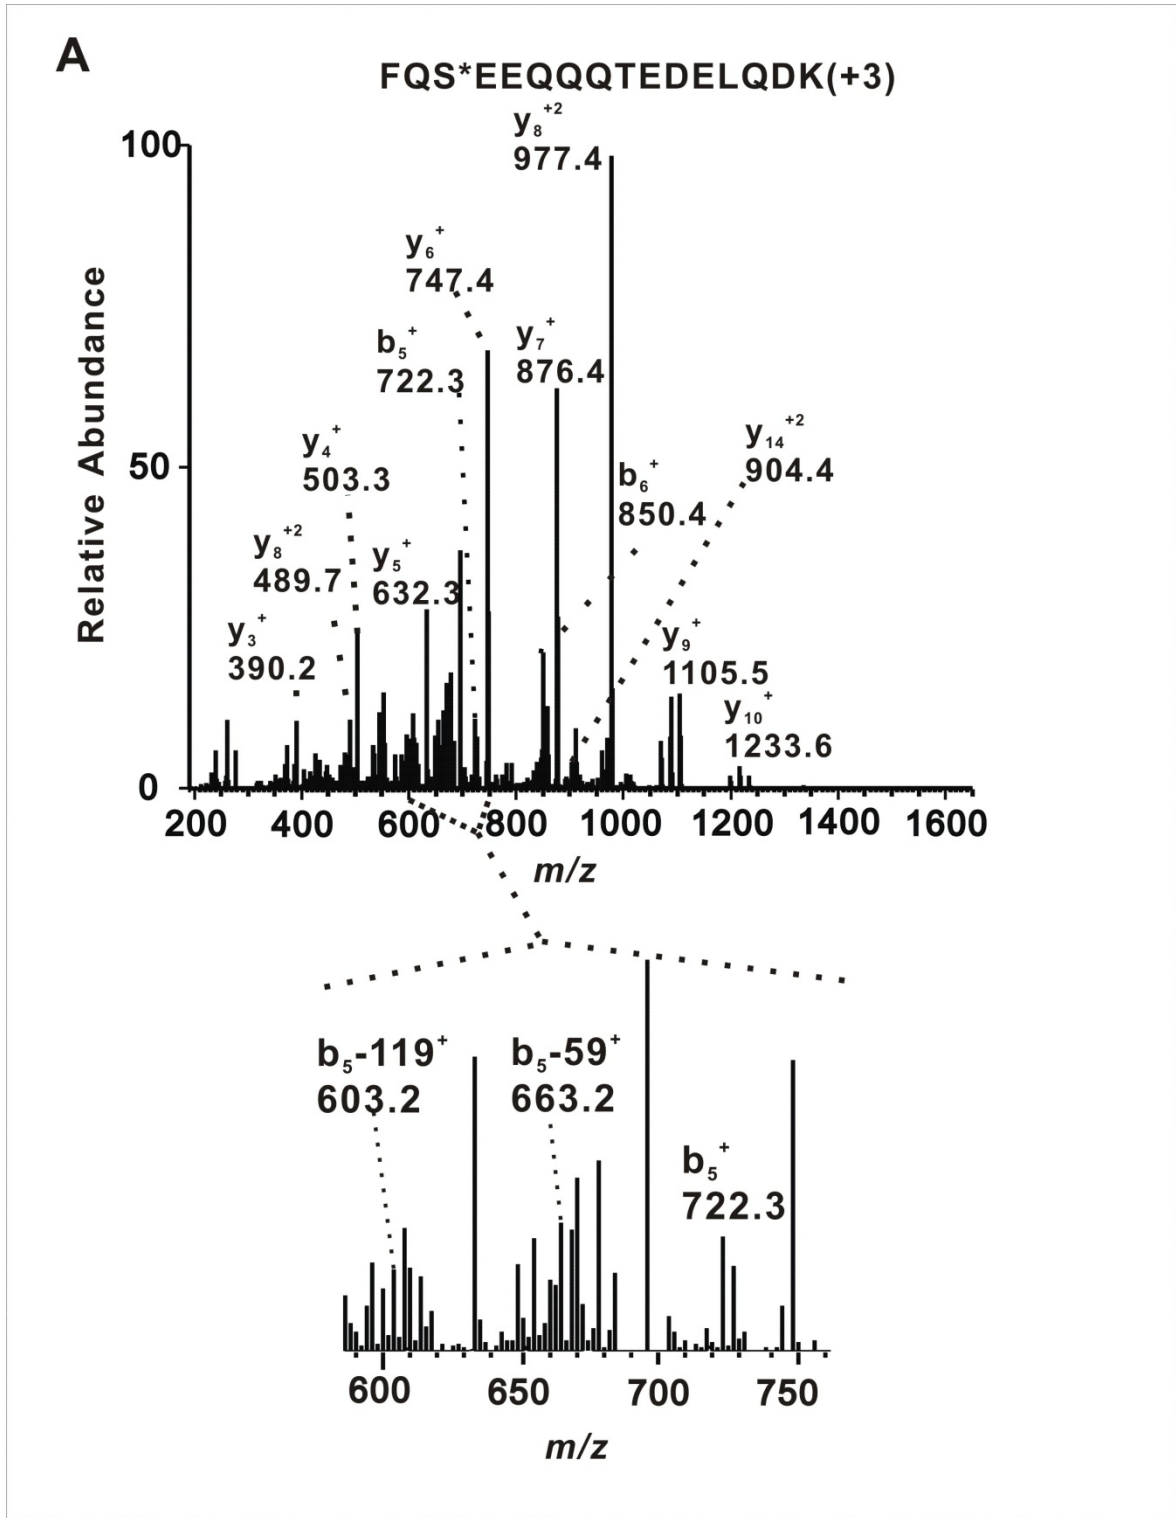 A
FQS*EEQQQTEDELQDK(+3)
y8+2
977.4
100
y6+
747.4
b5+
722.3
y7+
876.4
y4+
503.3
50
y14+2
904.4
b6+
850.4
y8+2
489.7
y5+
632.3
y3+
390.2
y9+
1105.5
y10+
1233.6
Relative Abundance
0
200 400 600 800 1000 1200 1400 1600
m/z
b5-119+
603.2
b5-59+
663.2
b5+
722.3
600 650 700 750
m/z